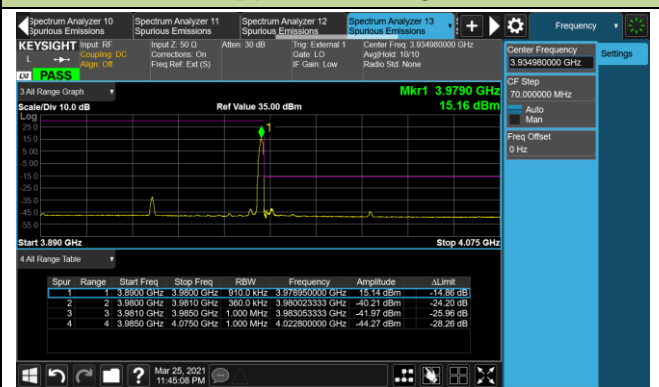 Spectrum Analyzer 10
Spurious Emissions
Spectrum Analyzer 11
Spurious Emissions
Spectrum Analyzer 12
Spurious Emissions
Spectrum Analyzer 13
Spurious Emissions
Frequency
KEYSIGHT
L
LXI
PASS
Input: RF
Coupling: DC
Align: Off
Input Z: 50 Ω
Corrections: On
Freq Ref: Ext (S)
Atten: 30 dB
Trig: External 1
Gate: LO
IF Gain: Low
Center Freq: 3.934980000 GHz
Avg|Hold: 10/10
Radio Std: None
Center Frequency
3.934980000 GHz
Settings
CF Step
70.000000 MHz
Auto
Man
Freq Offset
0 Hz
3 All Range Graph
Scale/Div 10.0 dB
Ref Value 35.00 dBm
Mkr1 3.9790 GHz
15.16 dBm
Log
25.0
15.0
5.00
-5.00
-15.0
-25.0
-35.0
-45.0
-55.0
1
Start 3.890 GHz
Stop 4.075 GHz
4 All Range Table
Spur Range Start Freq Stop Freq RBW Frequency Amplitude ΔLimit
1 1 3.8900 GHz 3.9800 GHz 910.0 kHz 3.978950000 GHz 15.14 dBm -14.86 dB
2 2 3.9800 GHz 3.9810 GHz 360.0 kHz 3.980023333 GHz -40.21 dBm -24.20 dB
3 3 3.9810 GHz 3.9850 GHz 1.000 MHz 3.983053333 GHz -41.97 dBm -25.96 dB
4 4 3.9850 GHz 4.0750 GHz 1.000 MHz 4.022800000 GHz -44.27 dBm -28.26 dB
?
Mar 25, 2021
11:45:08 PM